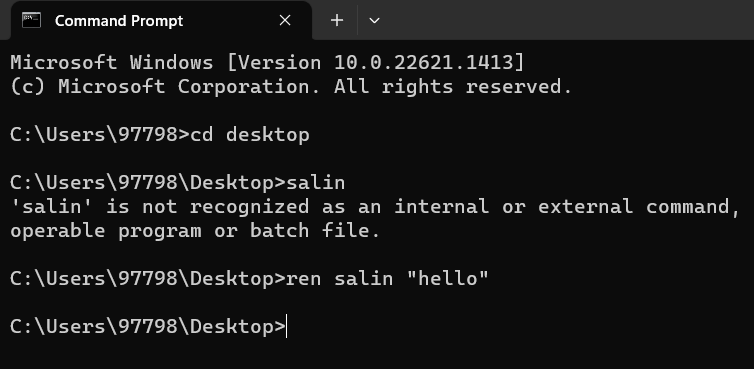 Command Prompt
Microsoft Windows [Version 10.0.22621.1413]
(c) Microsoft Corporation. All rights reserved.
C:\Users\97798>cd desktop
C:\Users\97798\Desktop>salin
'salin' is not recognized as an internal or external command,
operable program or batch file.
C:\Users\97798\Desktop>ren salin "hello"
C:\Users\97798\Desktop>